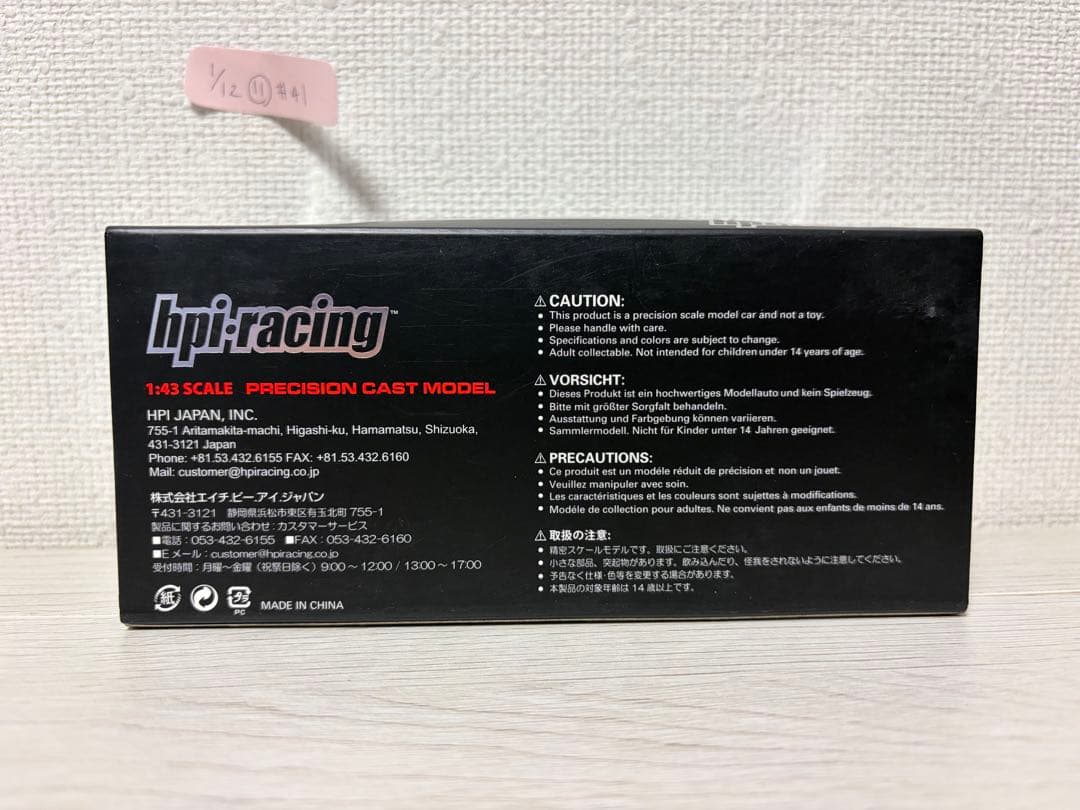 1/12 ⑪ #41
hpi·racing™
1:43 SCALE PRECISION CAST MODEL
HPI JAPAN, INC.
755-1 Aritamakita-machi, Higashi-ku, Hamamatsu, Shizuoka,
431-3121 Japan
Phone: +81.53.432.6155 FAX: +81.53.432.6160
Mail: customer@hpiracing.co.jp
株式会社エイチ.ピー.アイ.ジャパン
〒431-3121 静岡県浜松市東区有玉北町 755-1
製品に関するお問い合わせ:カスタマーサービス
■電話:053-432-6155 ■FAX:053-432-6160
■Eメール:customer@hpiracing.co.jp
受付時間:月曜～金曜(祝祭日除く)9:00～12:00 / 13:00～17:00
紙 プラ
PC
MADE IN CHINA
⚠CAUTION:
• This product is a precision scale model car and not a toy.
• Please handle with care.
• Specifications and colors are subject to change.
• Adult collectable. Not intended for children under 14 years of age.
⚠VORSICHT:
• Dieses Produkt ist ein hochwertiges Modellauto und kein Spielzeug.
• Bitte mit größter Sorgfalt behandeln.
• Ausstattung und Farbgebung können variieren.
• Sammlermodell. Nicht für Kinder unter 14 Jahren geeignet.
⚠PRECAUTIONS:
• Ce produit est un modéle réduit de précision et non un jouet.
• Veuillez manipuler avec soin.
• Les caractéristiques et les couleurs sont sujettes à modifications.
• Modéle de collection pour adultes. Ne convient pas aux enfants de moins de 14 ans.
⚠取扱の注意:
• 精密スケールモデルです。取扱にご注意ください。
• 小さな部品、突起物があります。飲み込んだり、怪我をされないように注意してください。
• 予告なく仕様・色等を変更する場合があります。
• 本製品の対象年齢は14歳以上です。